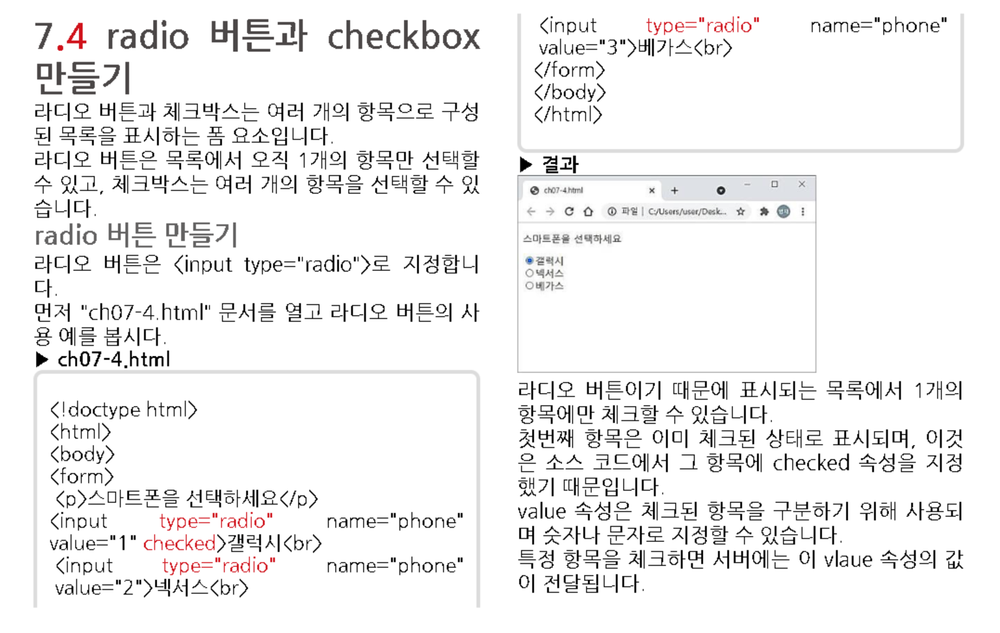 7.4 radio 버튼과 checkbox
만들기
라디오 버튼과 체크박스는 여러 개의 항목으로 구성
된 목록을 표시하는 폼 요소입니다.
라디오 버튼은 목록에서 오직 1개의 항목만 선택할
수 있고, 체크박스는 여러 개의 항목을 선택할 수 있
습니다.
radio 버튼 만들기
라디오 버튼은 <input type="radio">로 지정합니
다.
먼저 "ch07-4.html" 문서를 열고 라디오 버튼의 사
용 예를 봅시다.
▶ ch07-4.html
<!doctype html>
<html>
<body>
<form>
<p>스마트폰을 선택하세요</p>
<input type="radio" name="phone"
value="1" checked>갤럭시<br>
<input type="radio" name="phone"
value="2">넥서스<br>
<input type="radio" name="phone"
value="3">베가스<br>
</form>
</body>
</html>
▶ 결과
ch07-4.html
파일 | C:/Users/user/Desk...
스마트폰을 선택하세요
갤럭시
넥서스
베가스
라디오 버튼이기 때문에 표시되는 목록에서 1개의
항목에만 체크할 수 있습니다.
첫번째 항목은 이미 체크된 상태로 표시되며, 이것
은 소스 코드에서 그 항목에 checked 속성을 지정
했기 때문입니다.
value 속성은 체크된 항목을 구분하기 위해 사용되
며 숫자나 문자로 지정할 수 있습니다.
특정 항목을 체크하면 서버에는 이 vlaue 속성의 값
이 전달됩니다.